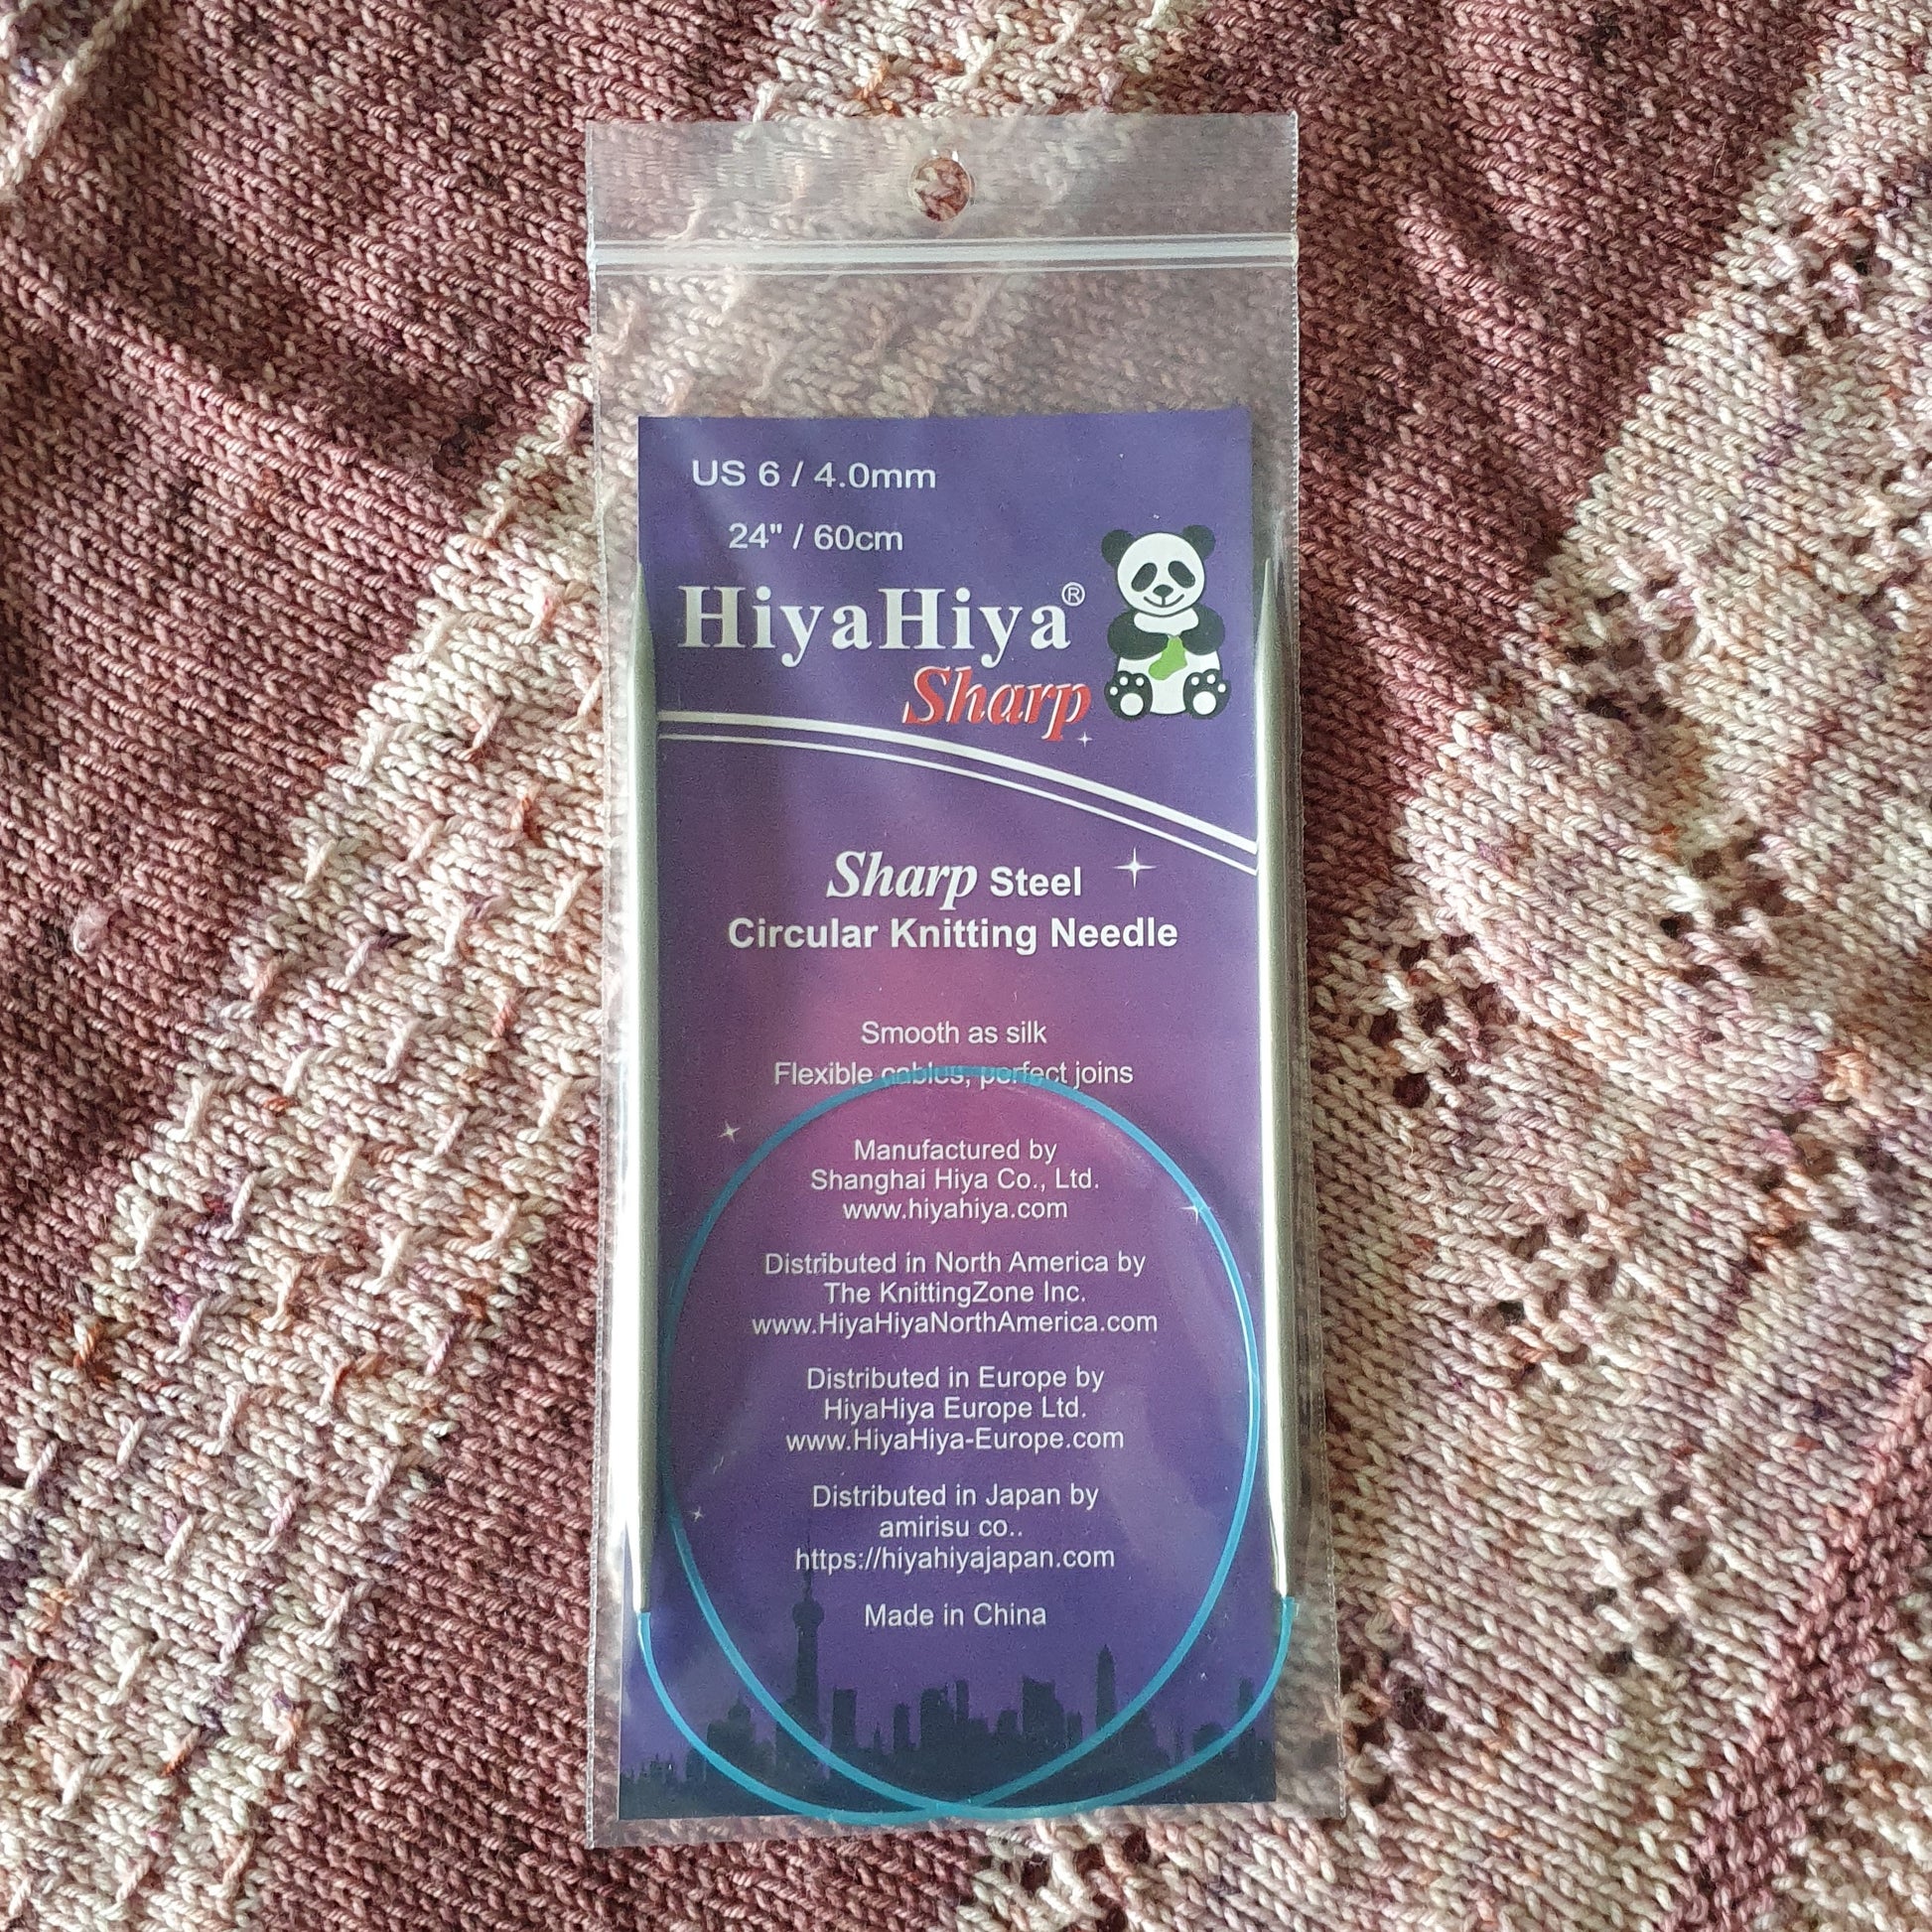 US 6 / 4.0mm
24" / 60cm
HiyaHiya®
Sharp
Sharp Steel
Circular Knitting Needle
Smooth as silk
Flexible cables, perfect joins
Manufactured by
Shanghai Hiya Co., Ltd.
www.hiyahiya.com
Distributed in North America by
The KnittingZone Inc.
www.HiyaHiyaNorthAmerica.com
Distributed in Europe by
HiyaHiya Europe Ltd.
www.HiyaHiya-Europe.com
Distributed in Japan by
amirisu co..
https://hiyahiyajapan.com
Made in China